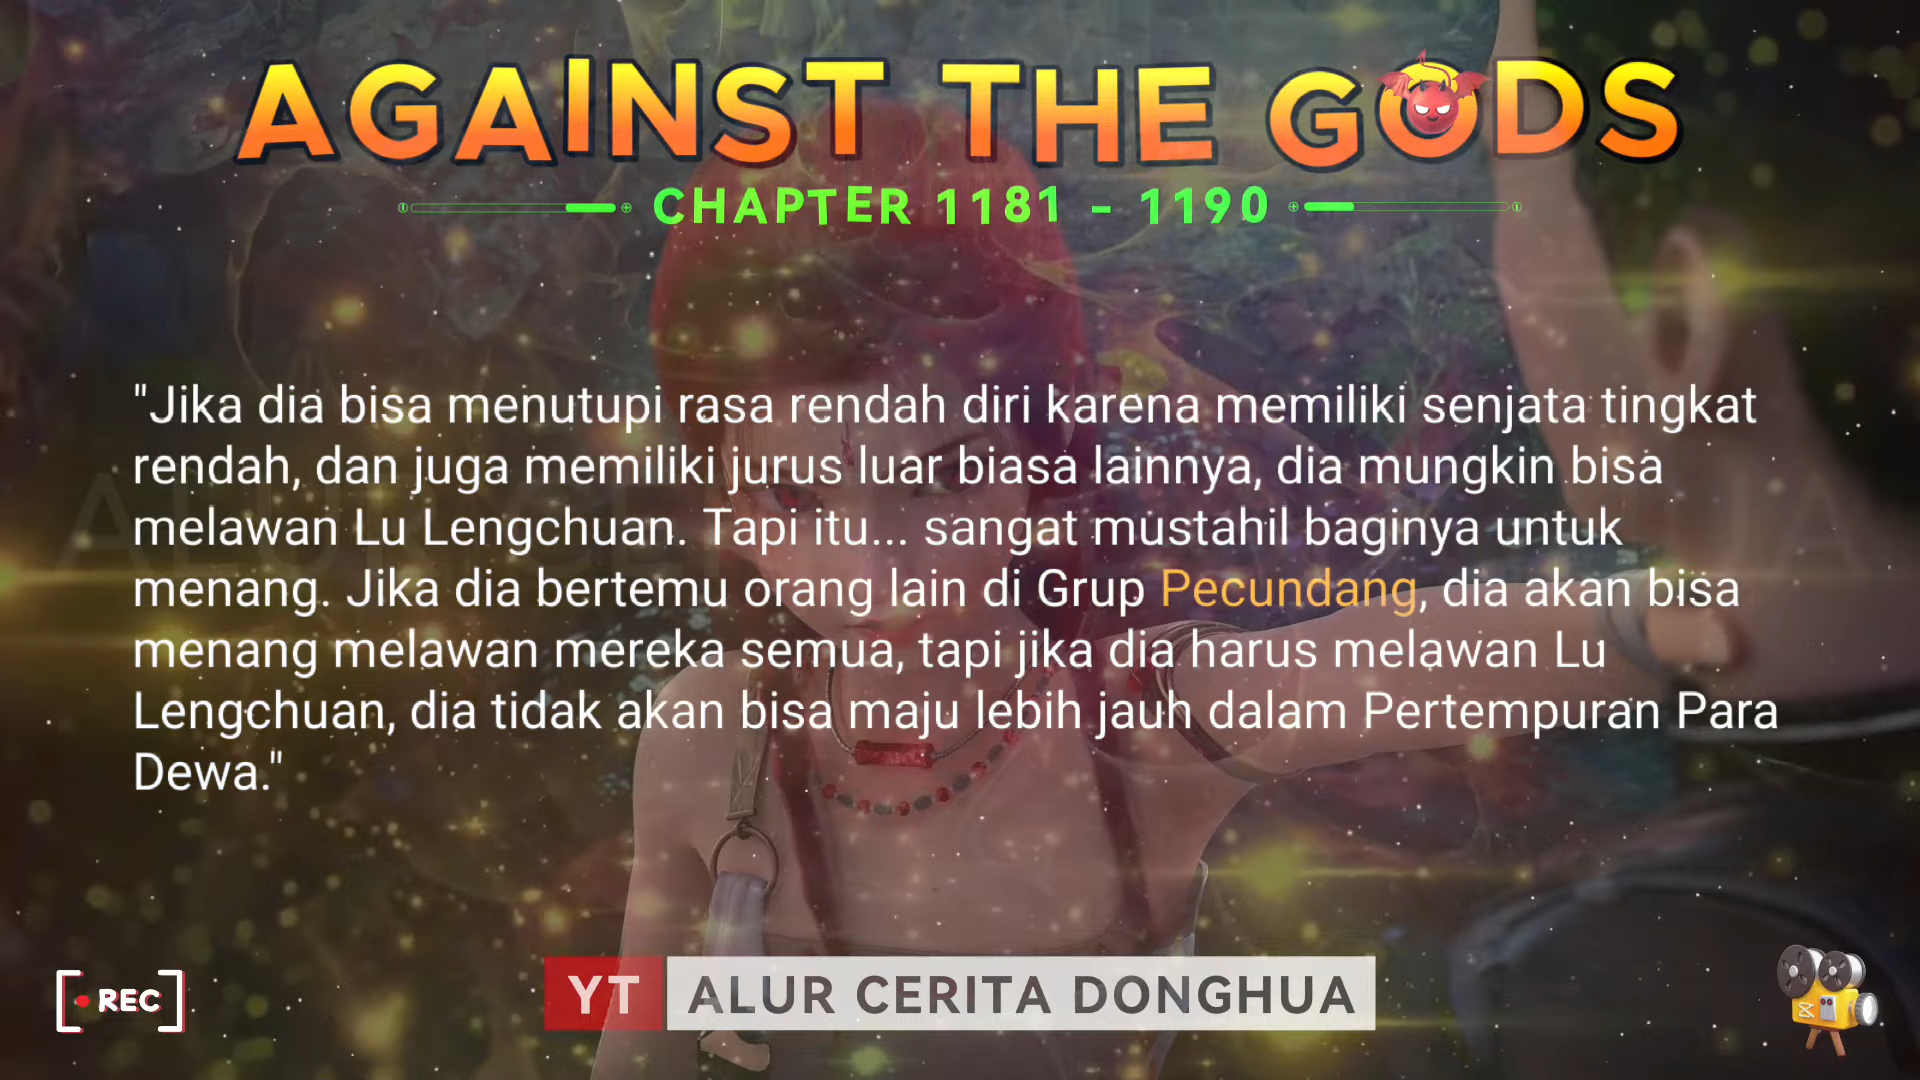 AGAINST THE GODS
CHAPTER 1181 - 1190
"Jika dia bisa menutupi rasa rendah diri karena memiliki senjata tingkat
rendah, dan juga memiliki jurus luar biasa lainnya, dia mungkin bisa
melawan Lu Lengchuan. Tapi itu... sangat mustahil baginya untuk
menang. Jika dia bertemu orang lain di Grup Pecundang, dia akan bisa
menang melawan mereka semua, tapi jika dia harus melawan Lu
Lengchuan, dia tidak akan bisa maju lebih jauh dalam Pertempuran Para
Dewa."
REC
YT ALUR CERITA DONGHUA